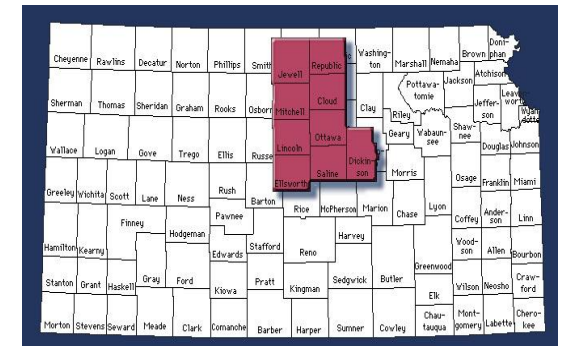 Cheyenne Rawlins Decatur Norton Phillips Smith Jewell Republic Washing-
ton Marshall Nemaha Brown Doni-
phan
Atchison
Jackson
Pottawa-
tomie
Sherman Thomas Sheridan Graham Rooks Osborn Mitchell Cloud Clay Riley Jeffer-
son Leaven
wort
Wyan
dotte
Ottawa Geary Wabaun-
see Shaw-
nee Douglas Johnson
Wallace Logan Gove Trego Ellis Russe Lincoln Saline Dickin-
son Morris Osage Franklin Miami
Ellsworth
Greeley Wichita Scott Lane Ness Rush Barton Rice McPherson Marion Chase Lyon Coffey Ander-
son Linn
Pawnee
Hamilton Kearny Finney Hodgeman Edwards Stafford Reno Harvey Greenwood Wood-
son Allen Bourbon
Stanton Grant Haskell Gray Ford Kiowa Pratt Kingman Sedgwick Butler Elk Wilson Neosho Craw-
ford
Morton Stevens Seward Meade Clark Comanche Barber Harper Sumner Cowley Chau-
tauqua Mont-
gomery Labette Chero-
kee